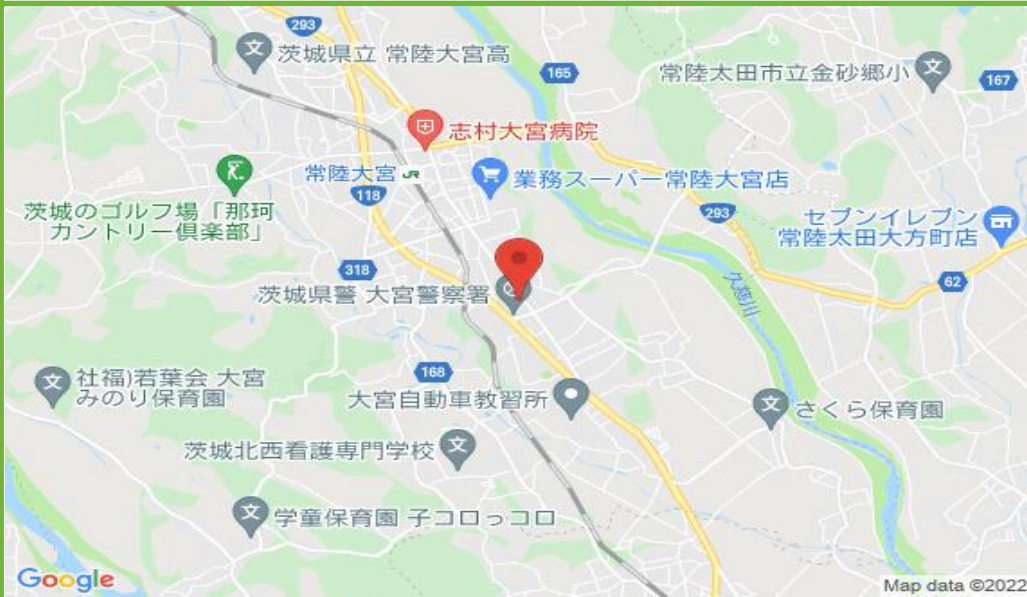 293
茨城県立 常陸大宮高
165
常陸太田市立金砂郷小
167
志村大宮病院
常陸大宮
JR
業務スーパー常陸大宮店
118
茨城のゴルフ場「那珂
カントリー倶楽部」
293
セブンイレブン
常陸太田大方町店
318
茨城県警 大宮警察署
久慈川
62
168
社福)若葉会 大宮
みのり保育園
大宮自動車教習所
さくら保育園
茨城北西看護専門学校
学童保育園 子コロっコロ
Google
Map data ©2022